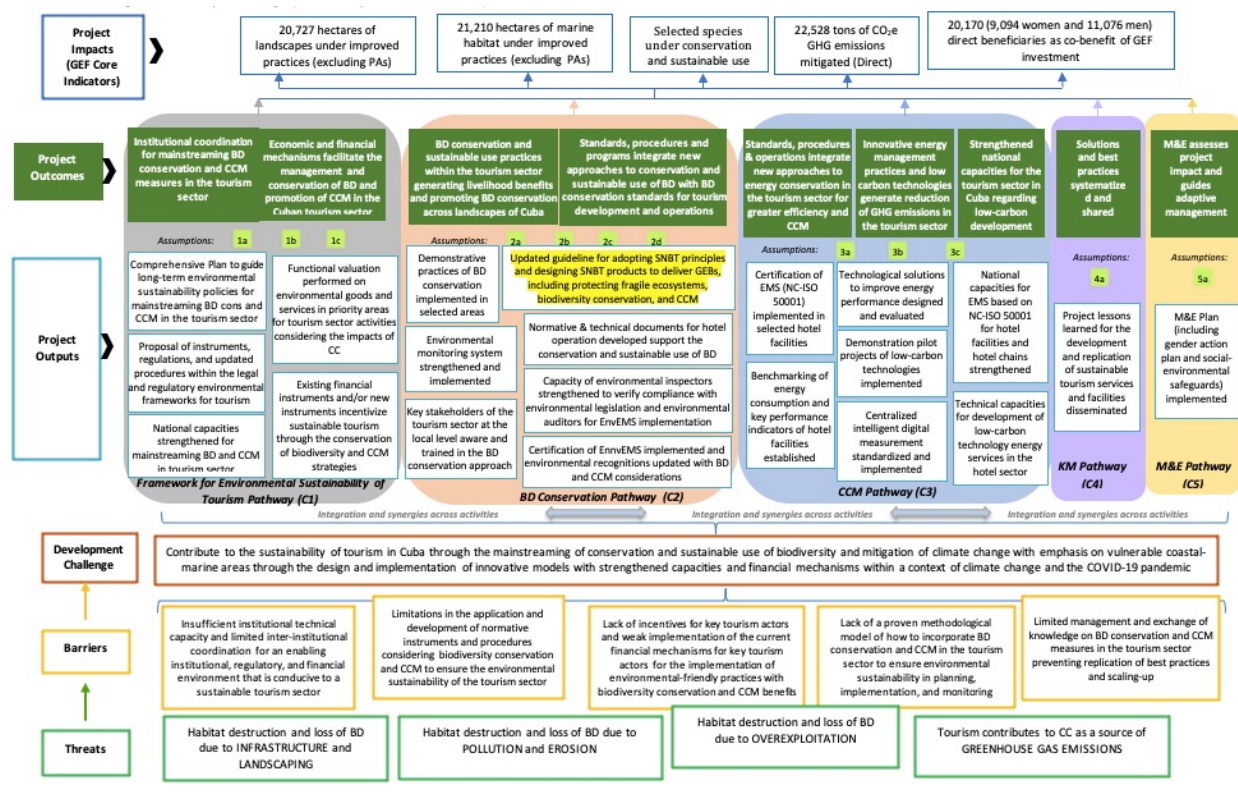 Project
Impacts
(GEF Core
Indicators)
20,727 hectares of
landscapes under improved
practices (excluding PAs)
21,210 hectares of marine
habitat under improved
practices (excluding PAs)
Selected species
under conservation
and sustainable use
22,528 tons of CO₂e
GHG emissions
mitigated (Direct)
20,170 (9,094 women and 11,076 men)
direct beneficiaries as co-benefit of GEF
investment
Project
Outcomes
Institutional coordination
for mainstreaming BD
conservation and CCM
measures in the tourism
sector
Economic and financial
mechanisms facilitate the
management and
conservation of BD and
promotion of CCM in the
Cuban tourism sector
BD conservation and
sustainable use practices
within the tourism sector
generating livelihood benefits
and promoting BD conservation
across landscapes of Cuba
Standards, procedures and
programs integrate new
approaches to conservation and
sustainable use of BD with BD
conservation standards for tourism
development and operations
Standards, procedures
& operations integrate
new approaches to
energy conservation in
the tourism sector for
greater efficiency and
CCM
Innovative energy
management
practices and low
carbon technologies
generate reduction of
GHG emissions in the
tourism sector
Strengthened
national
capacities for the
tourism sector in
Cuba regarding
low-carbon
development
Solutions
and best
practices
systematize
d and
shared
M&E assesses
project
impact and
guides
adaptive
management
Assumptions:
1a
1b
1c
Assumptions:
2a
2b
2c
2d
Assumptions:
3a
3b
3c
Assumptions:
4a
Assumptions:
5a
Project
Outputs
Comprehensive Plan to guide
long-term environmental
sustainability policies for
mainstreaming BD cons and
CCM in the tourism sector
Proposal of instruments,
regulations, and updated
procedures within the legal
and regulatory environmental
frameworks for tourism
National capacities
strengthened for
mainstreaming BD and
CCM in tourism sector
Functional valuation
performed on
environmental goods and
services in priority areas
for tourism sector activities
considering the impacts of
CC
Existing financial
instruments and/or new
instruments incentivize
sustainable tourism
through the conservation
of biodiversity and CCM
strategies
Framework for Environmental Sustainability of
Tourism Pathway (C1)
Demonstrative
practices of BD
conservation
implemented in
selected areas
Environmental
monitoring system
strengthened and
implemented
Key stakeholders of the
tourism sector at the
local level aware and
trained in the BD
conservation approach
Updated guideline for adopting SNBT principles
and designing SNBT products to deliver GEBs,
including protecting fragile ecosystems,
biodiversity conservation, and CCM
Normative & technical documents for hotel
operation developed support the
conservation and sustainable use of BD
Capacity of environmental inspectors
strengthened to verify compliance with
environmental legislation and environmental
auditors for EnvEMS implementation
Certification of EnnvEMS implemented and
environmental recognitions updated with BD
and CCM considerations
BD Conservation Pathway (C2)
Certification of
EMS (NC-ISO
50001)
implemented in
selected hotel
facilities
Benchmarking of
energy
consumption and
key performance
indicators of hotel
facilities
established
Technological solutions
to improve energy
performance designed
and evaluated
Demonstration pilot
projects of low-carbon
technologies
implemented
Centralized
intelligent digital
measurement
standardized and
implemented
National
capacities for
EMS based on
NC-ISO 50001
for hotel
facilities and
hotel chains
strengthened
Technical capacities
for development of
low-carbon
technology energy
services in the
hotel sector
CCM Pathway (C3)
Project lessons
learned for the
development
and replication
of sustainable
tourism services
and facilities
disseminated
KM Pathway
(C4)
M&E Plan
(including
gender action
plan and social-
environmental
safeguards)
implemented
M&E Pathway
(C5)
Integration and synergies across activities
Integration and synergies across activities
Integration and synergies across activities
Development
Challenge
Contribute to the sustainability of tourism in Cuba through the mainstreaming of conservation and sustainable use of biodiversity and mitigation of climate change with emphasis on vulnerable coastal-
marine areas through the design and implementation of innovative models with strengthened capacities and financial mechanisms within a context of climate change and the COVID-19 pandemic
Barriers
Insufficient institutional technical
capacity and limited inter-institutional
coordination for an enabling
institutional, regulatory, and financial
environment that is conducive to a
sustainable tourism sector
Limitations in the application and
development of normative
instruments and procedures
considering biodiversity conservation
and CCM to ensure the environmental
sustainability of the tourism sector
Lack of incentives for key tourism actors
and weak implementation of the current
financial mechanisms for key tourism
actors for the implementation of
environmental-friendly practices with
biodiversity conservation and CCM benefits
Lack of a proven methodological
model of how to incorporate BD
conservation and CCM in the tourism
sector to ensure environmental
sustainability in planning,
implementation, and monitoring
Limited management and exchange of
knowledge on BD conservation and CCM
measures in the tourism sector
preventing replication of best practices
and scaling-up
Threats
Habitat destruction and loss of BD
due to INFRASTRUCTURE and
LANDSCAPING
Habitat destruction and loss of BD due to
POLLUTION and EROSION
Habitat destruction and loss of BD
due to OVEREXPLOITATION
Tourism contributes to CC as a source of
GREENHOUSE GAS EMISSIONS